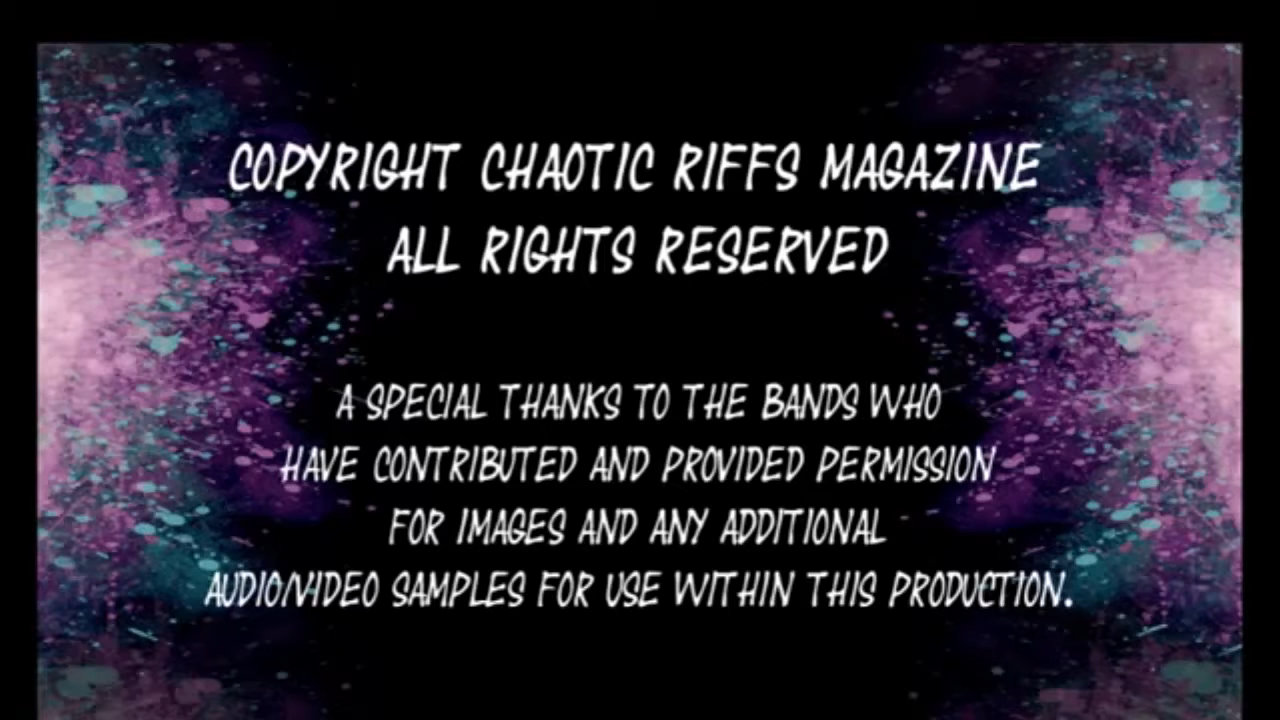 COPYRIGHT CHAOTIC RIFFS MAGAZINE
ALL RIGHTS RESERVED
A SPECIAL THANKS TO THE BANDS WHO
HAVE CONTRIBUTED AND PROVIDED PERMISSION
FOR IMAGES AND ANY ADDITIONAL
AUDIO/VIDEO SAMPLES FOR USE WITHIN THIS PRODUCTION.